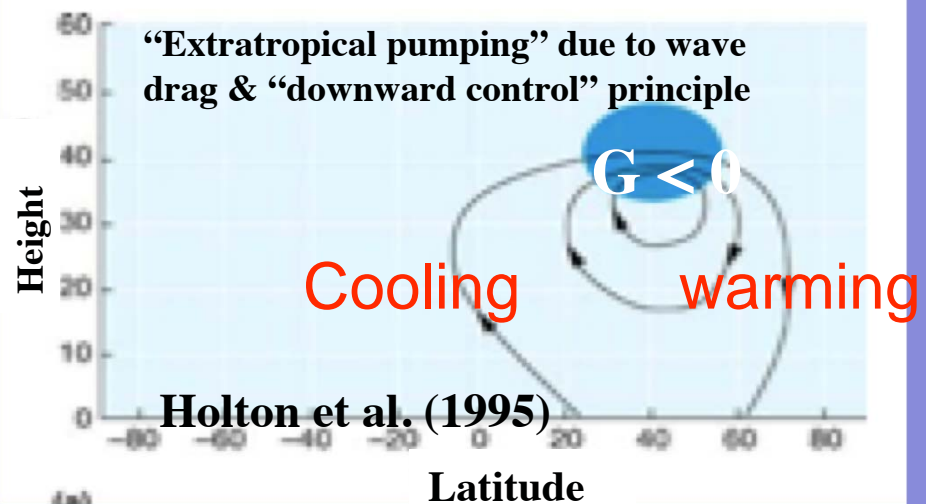 60
“Extratropical pumping” due to wave
drag & “downward control” principle
50
40
G < 0
Height
30
Cooling warming
20
10
Holton et al. (1995)
0
−80 −60 −40 −20 0 20 40 60 80
Latitude
(a)